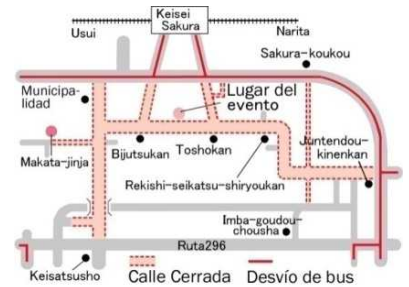 Keisei
Sakura
Usui
Narita
Sakura-koukou
Municipa-
lidad
Lugar del
evento
Makata-jinja
Bijutsukan
Toshokan
Juntendou-
kinenkan
Rekishi-seikatsu-shiryoukan
Imba-goudou-
chousha
Ruta296
Keisatsusho
Calle Cerrada
Desvío de bus